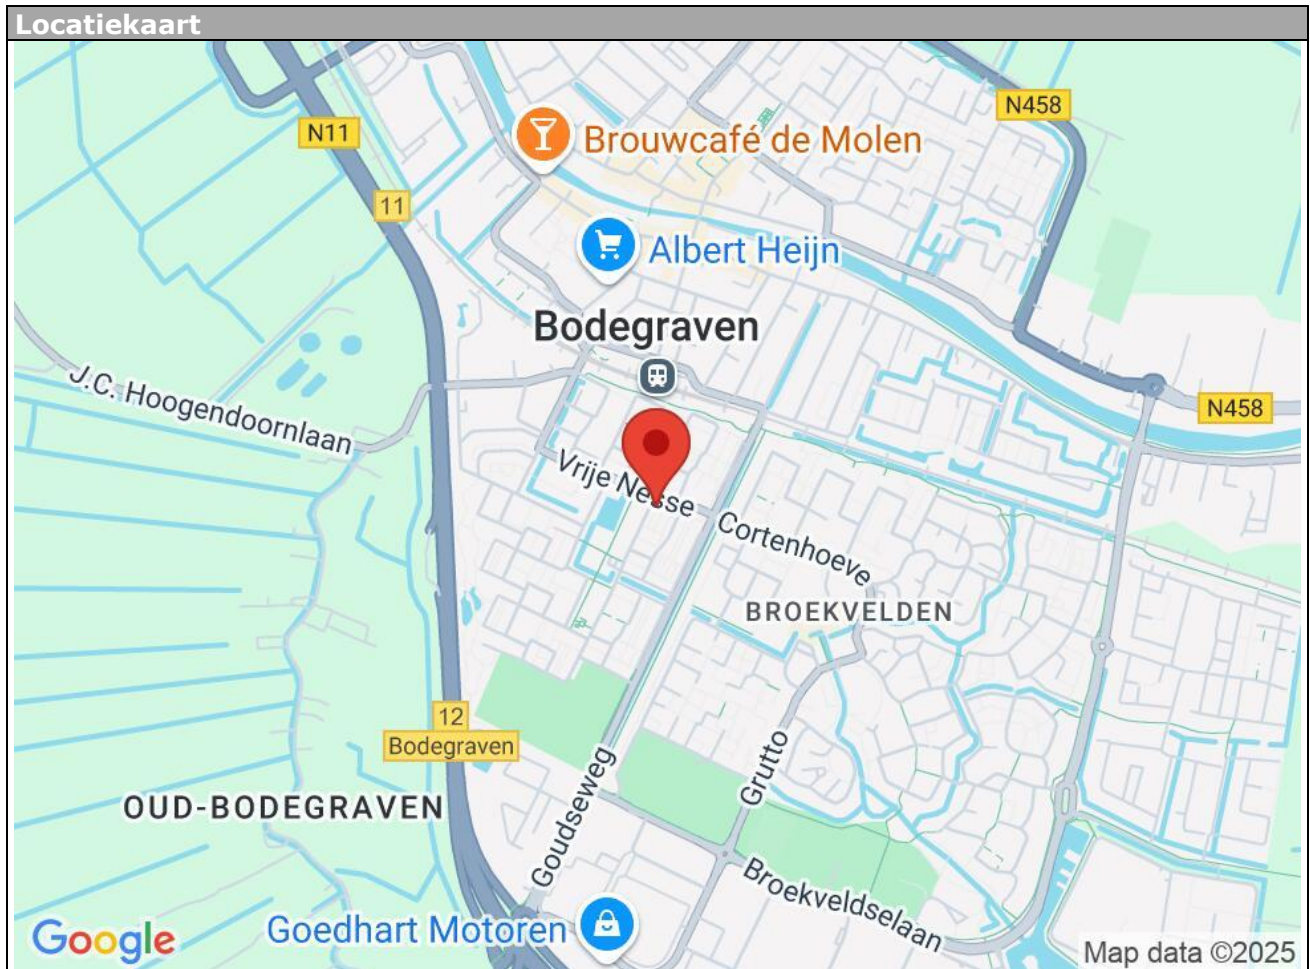 Locatiekaart
N458
N11
Brouwcafé de Molen
11
Albert Heijn
Bodegraven
J.C. Hoogendoornlaan
N458
Vrije Nesse
Cortenhoeve
BROEKVELDEN
12
Bodegraven
Grutto
OUD-BODEGRAVEN
Goudseweg
Broekveldselaan
Goedhart Motoren
Google
Map data ©2025